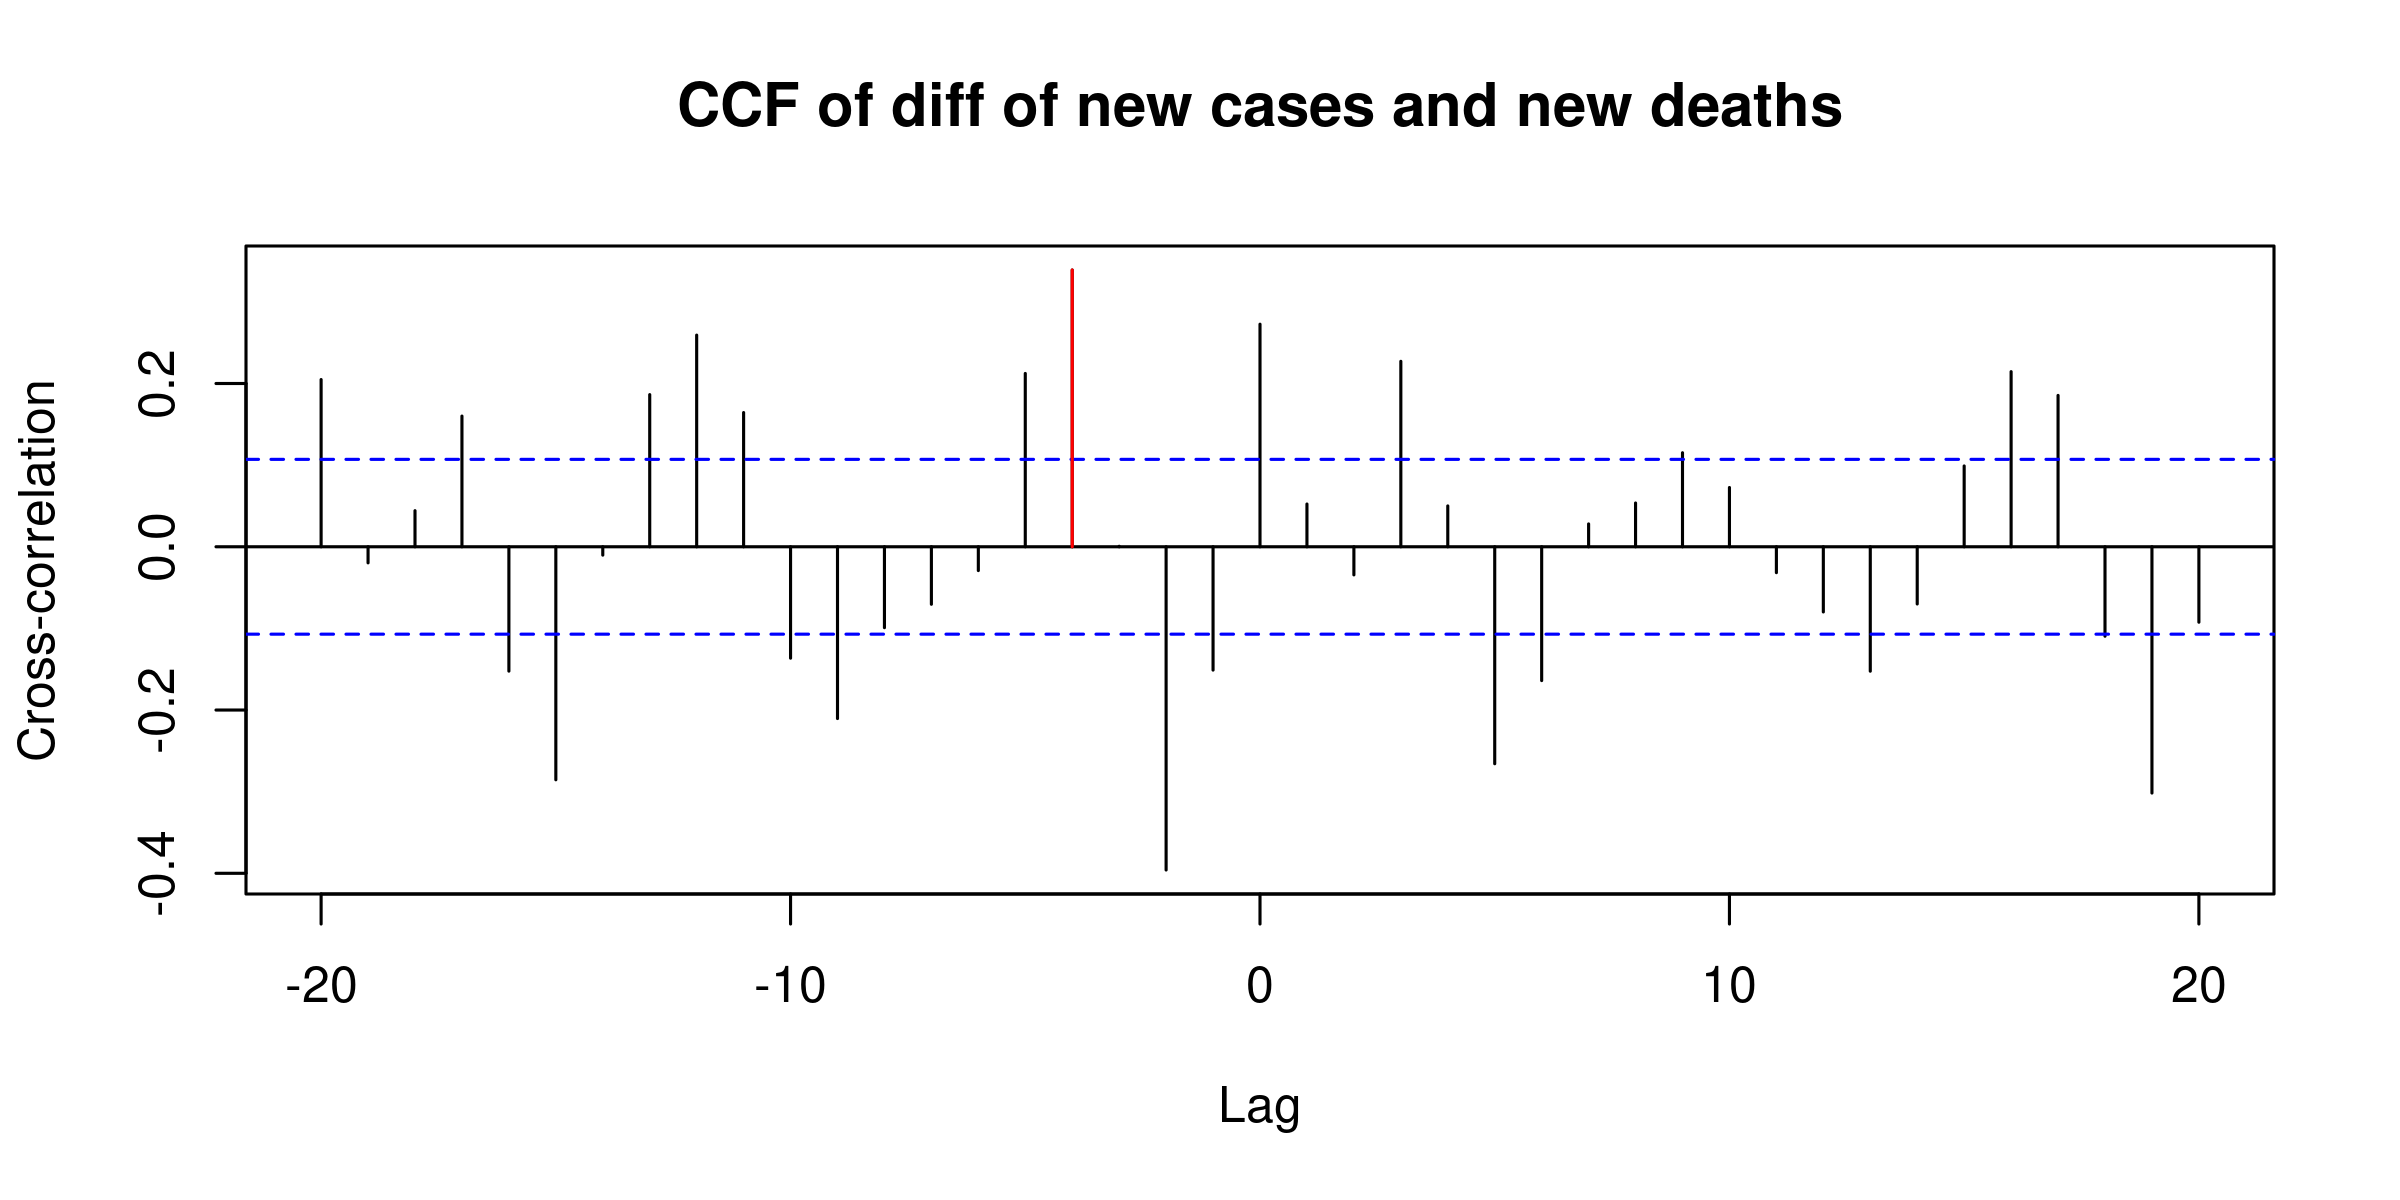 CCF of diff of new cases and new deaths
Cross-correlation
0.2
0.0
-0.2
-0.4
-20 -10 0 10 20
Lag